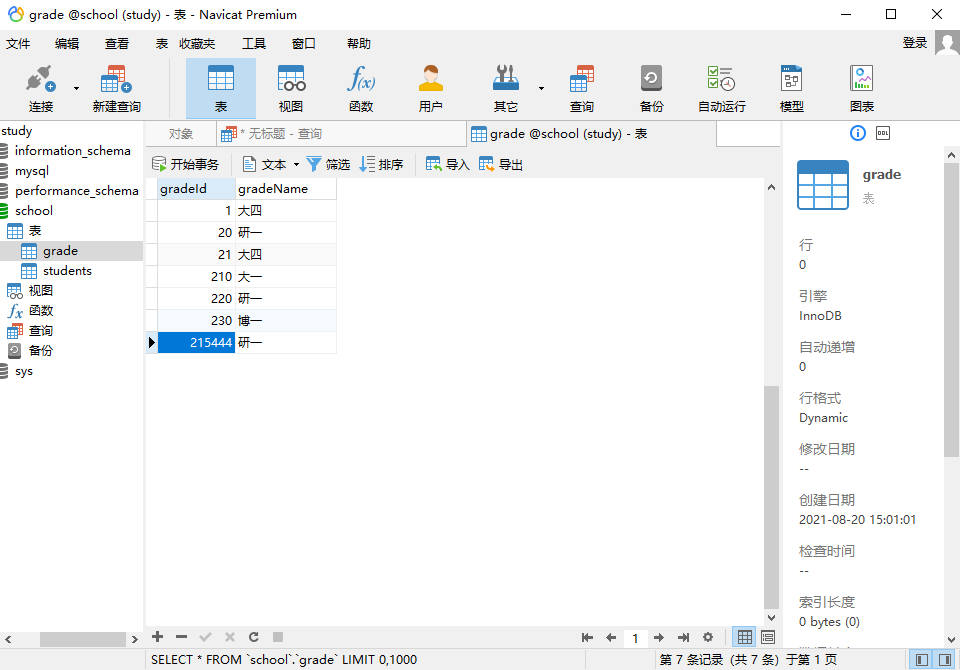 grade @school (study) - 表 - Navicat Premium
文件 编辑 查看 表 收藏夹 工具 窗口 帮助 登录
连接 新建查询 表 视图 函数 用户 其它 查询 备份 自动运行 模型 图表
study
information_schema
mysql
performance_schema
school
表
grade
students
视图
函数
查询
备份
sys
对象 * 无标题 - 查询 grade @school (study) - 表
开始事务 文本 筛选 排序 导入 导出
gradeId gradeName
1 大四
20 研一
21 大四
210 大一
220 研一
230 博一
215444 研一
1
SELECT * FROM `school`.`grade` LIMIT 0,1000
第 7 条记录 (共 7 条) 于第 1 页
DDL
grade
表
行
0
引擎
InnoDB
自动递增
0
行格式
Dynamic
修改日期
--
创建日期
2021-08-20 15:01:01
检查时间
--
索引长度
0 bytes (0)